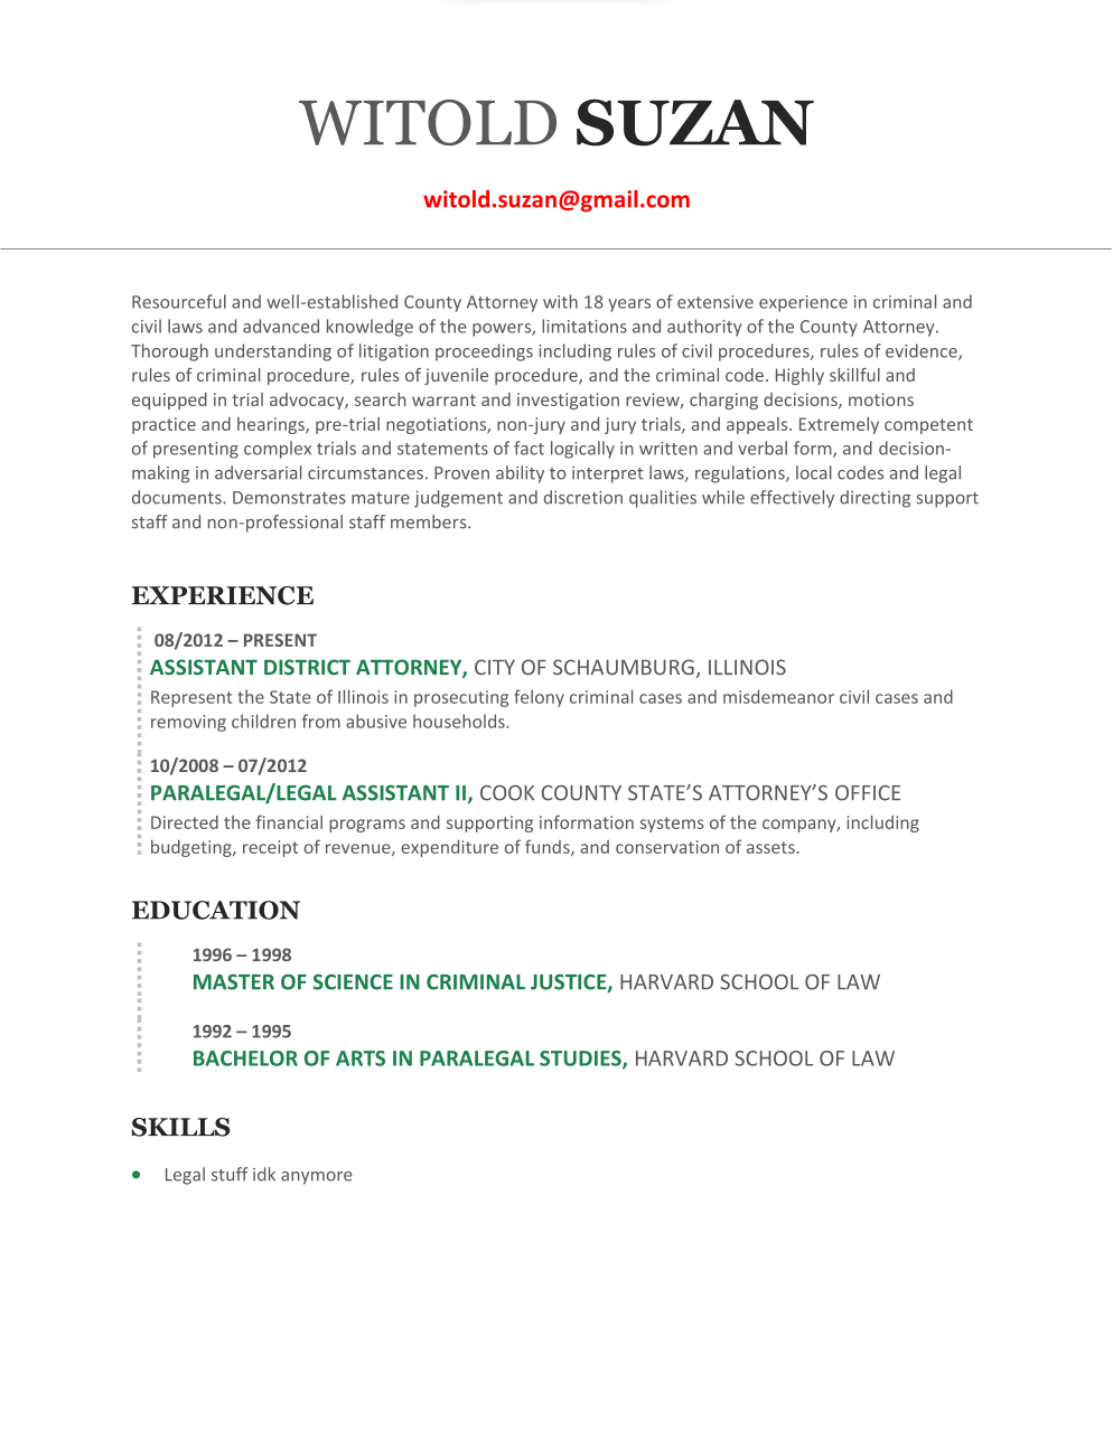 WITOLD SUZAN
witold.suzan@gmail.com
Resourceful and well-established County Attorney with 18 years of extensive experience in criminal and
civil laws and advanced knowledge of the powers, limitations and authority of the County Attorney.
Thorough understanding of litigation proceedings including rules of civil procedures, rules of evidence,
rules of criminal procedure, rules of juvenile procedure, and the criminal code. Highly skillful and
equipped in trial advocacy, search warrant and investigation review, charging decisions, motions
practice and hearings, pre-trial negotiations, non-jury and jury trials, and appeals. Extremely competent
of presenting complex trials and statements of fact logically in written and verbal form, and decision-
making in adversarial circumstances. Proven ability to interpret laws, regulations, local codes and legal
documents. Demonstrates mature judgement and discretion qualities while effectively directing support
staff and non-professional staff members.
EXPERIENCE
08/2012 – PRESENT
ASSISTANT DISTRICT ATTORNEY, CITY OF SCHAUMBURG, ILLINOIS
Represent the State of Illinois in prosecuting felony criminal cases and misdemeanor civil cases and
removing children from abusive households.
10/2008 – 07/2012
PARALEGAL/LEGAL ASSISTANT II, COOK COUNTY STATE’S ATTORNEY’S OFFICE
Directed the financial programs and supporting information systems of the company, including
budgeting, receipt of revenue, expenditure of funds, and conservation of assets.
EDUCATION
1996 – 1998
MASTER OF SCIENCE IN CRIMINAL JUSTICE, HARVARD SCHOOL OF LAW
1992 – 1995
BACHELOR OF ARTS IN PARALEGAL STUDIES, HARVARD SCHOOL OF LAW
SKILLS
• Legal stuff idk anymore